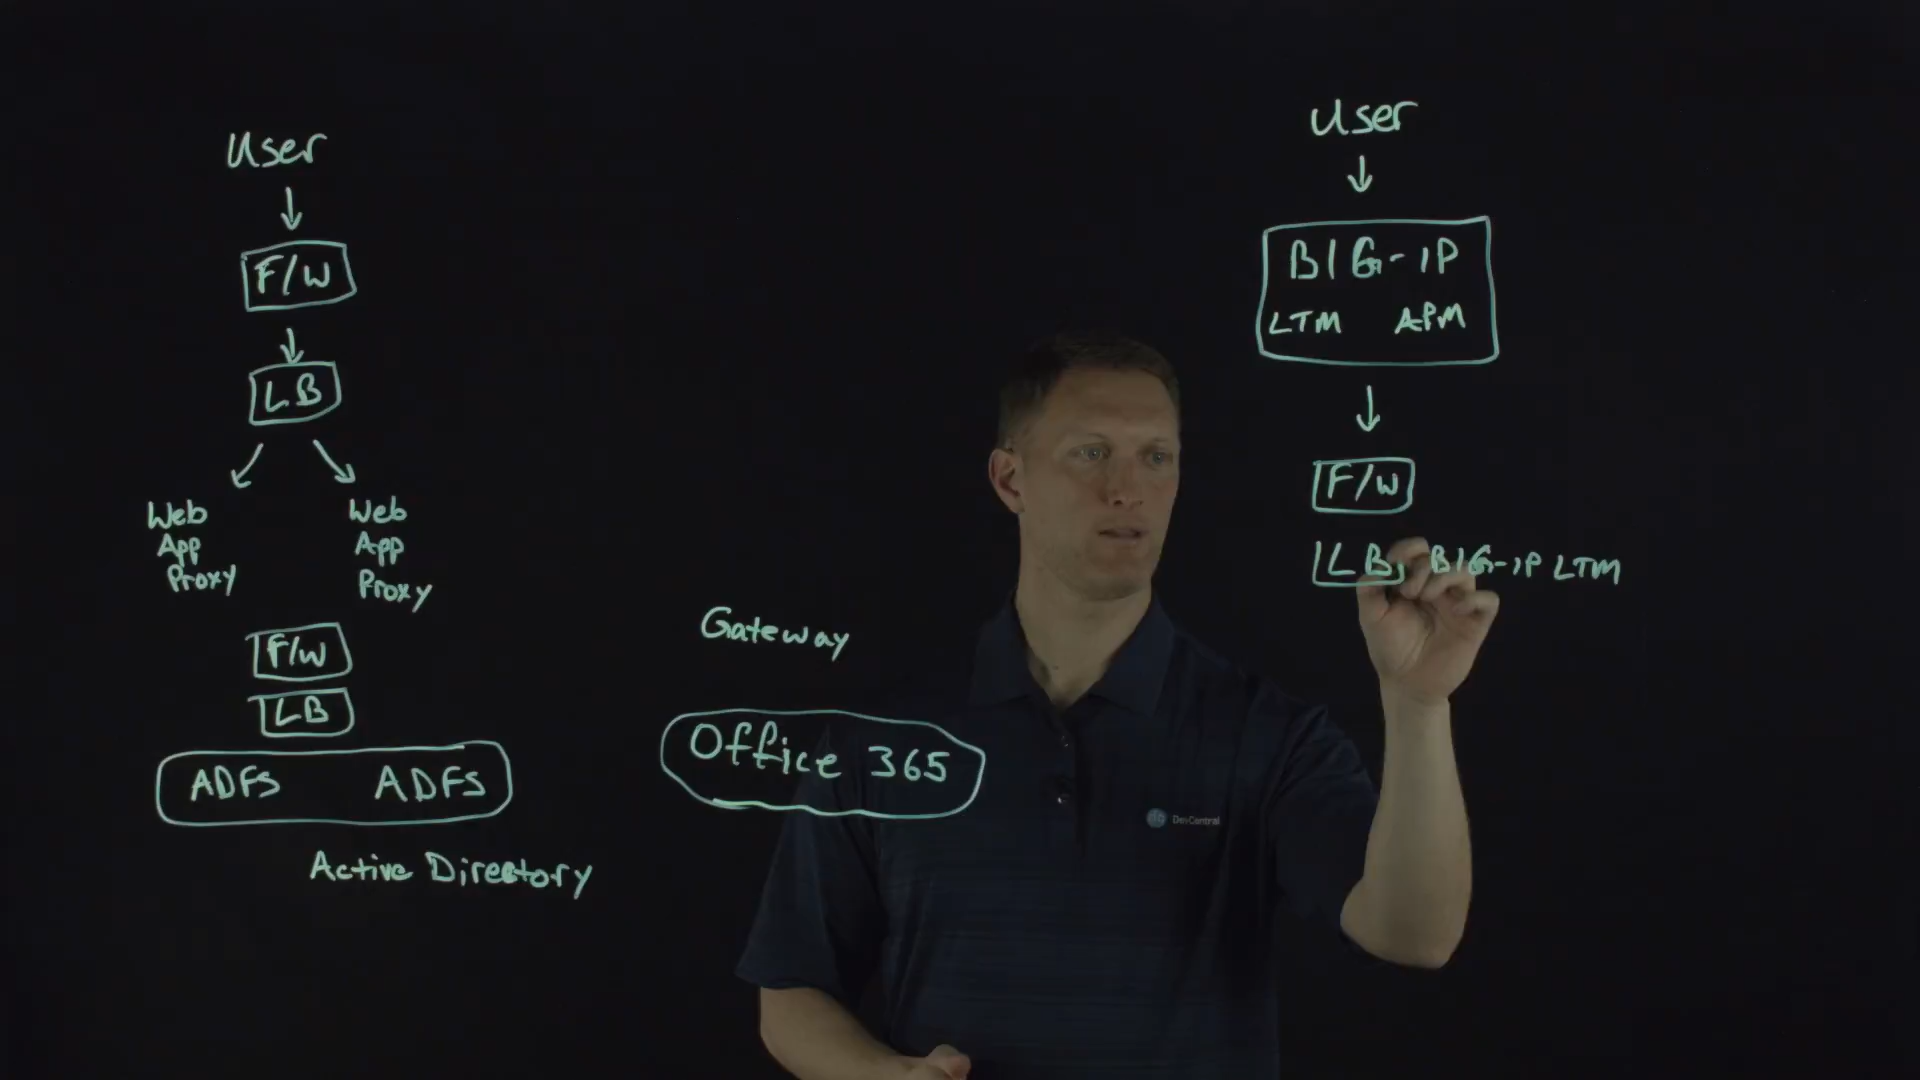 User
F/W
LB
Web App Proxy
Web App Proxy
F/W
LB
ADFS ADFS
Active Directory
Gateway
Office 365
User
BIG-IP
LTM APM
F/W
LB BIG-IP LTM
DevCentral